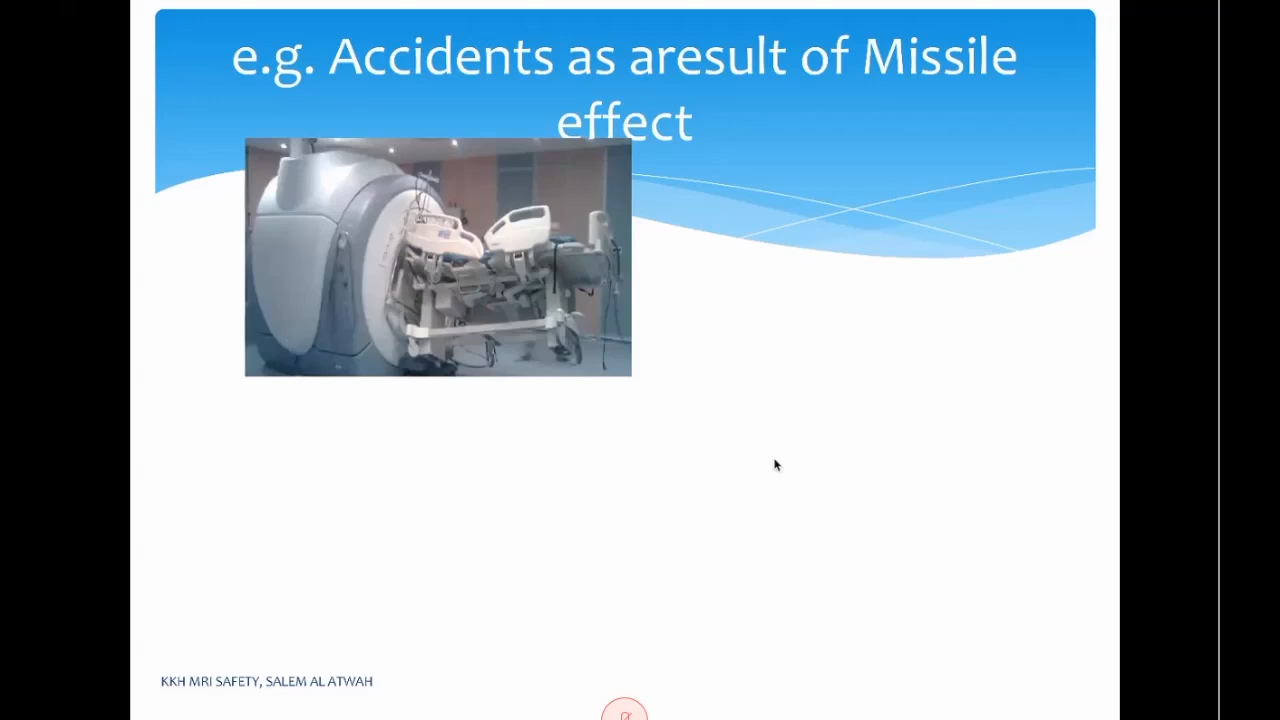 e.g. Accidents as aresult of Missile
effect
KKH MRI SAFETY, SALEM AL ATWAH